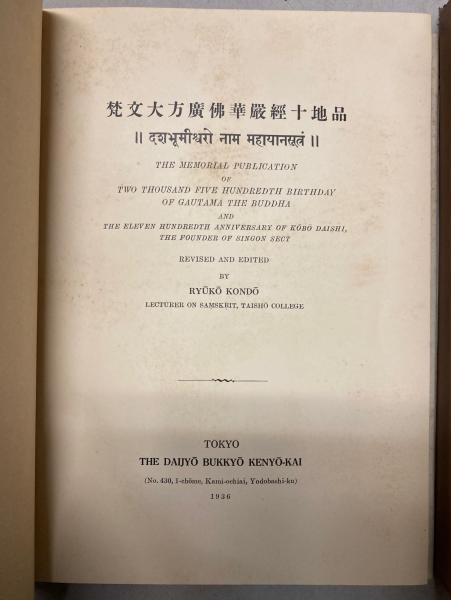 梵文大方廣佛華嚴經十地品
॥ दशभूमीश्वरो नाम महायानसूत्रं ॥
THE MEMORIAL PUBLICATION
OF
TWO THOUSAND FIVE HUNDREDTH BIRTHDAY
OF GAUTAMA THE BUDDHA
AND
THE ELEVEN HUNDREDTH ANNIVERSARY OF KŌBŌ DAISHI,
THE FOUNDER OF SINGON SECT
REVISED AND EDITED
BY
RYŪKŌ KONDŌ
LECTURER ON SAMSKṚIT, TAISHŌ COLLEGE
TOKYO
THE DAIJYŌ BUKKYŌ KENYŌ-KAI
(No. 430, 1-chōme, Kami-ochiai, Yodobashi-ku)
1936